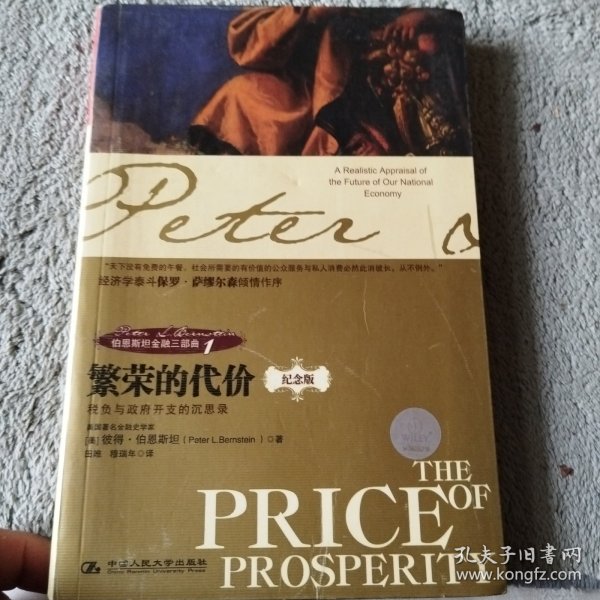 A Realistic Appraisal of
the Future of Our National
Economy
Peter
“天下没有免费的午餐，社会所需要的有价值的公众服务与私人消费必然此消彼长，从不例外。”
经济学泰斗保罗·萨缪尔森倾情作序
Peter L.Bernstein
伯恩斯坦金融三部曲 1
繁荣的代价
纪念版
税负与政府开支的沉思录
美国著名金融史学家
[美] 彼得·伯恩斯坦（Peter L.Bernstein）◎著
田唯 穆瑞年◎译
WILEY
THE
PRICE OF
PROSPERITY
中国人民大学出版社
China Renmin University Press
孔夫子旧书网
www.kongfz.com